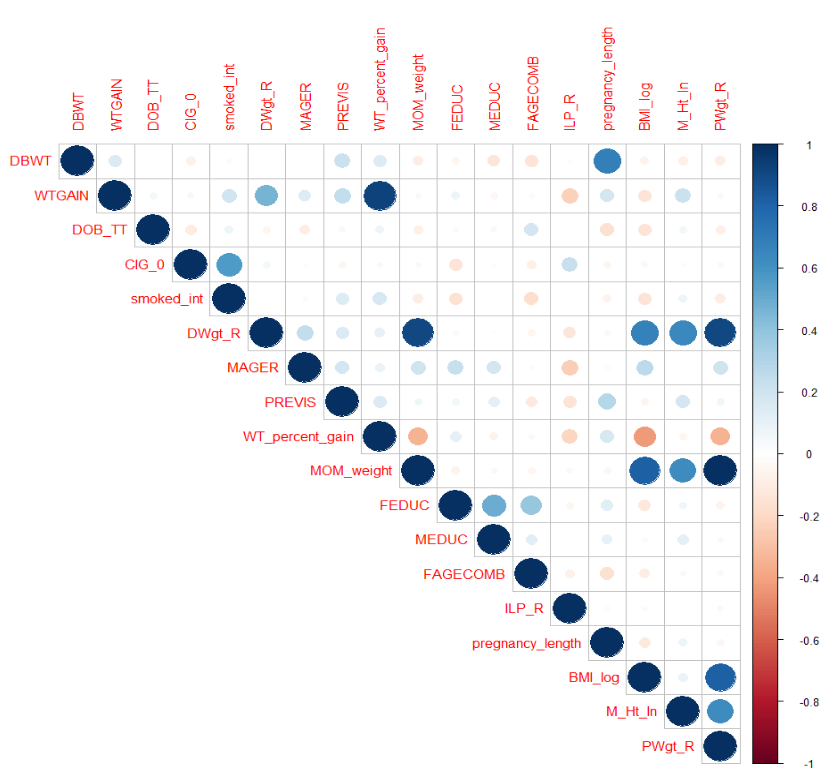 DBWT
WTGAIN
DOB_TT
CIG_0
smoked_int
DWgt_R
MAGER
PREVIS
WT_percent_gain
MOM_weight
FEDUC
MEDUC
FAGECOMB
ILP_R
pregnancy_length
BMI_log
M_Ht_In
PWgt_R
DBWT
WTGAIN
DOB_TT
CIG_0
smoked_int
DWgt_R
MAGER
PREVIS
WT_percent_gain
MOM_weight
FEDUC
MEDUC
FAGECOMB
ILP_R
pregnancy_length
BMI_log
M_Ht_In
PWgt_R
1
0.8
0.6
0.4
0.2
0
-0.2
-0.4
-0.6
-0.8
-1